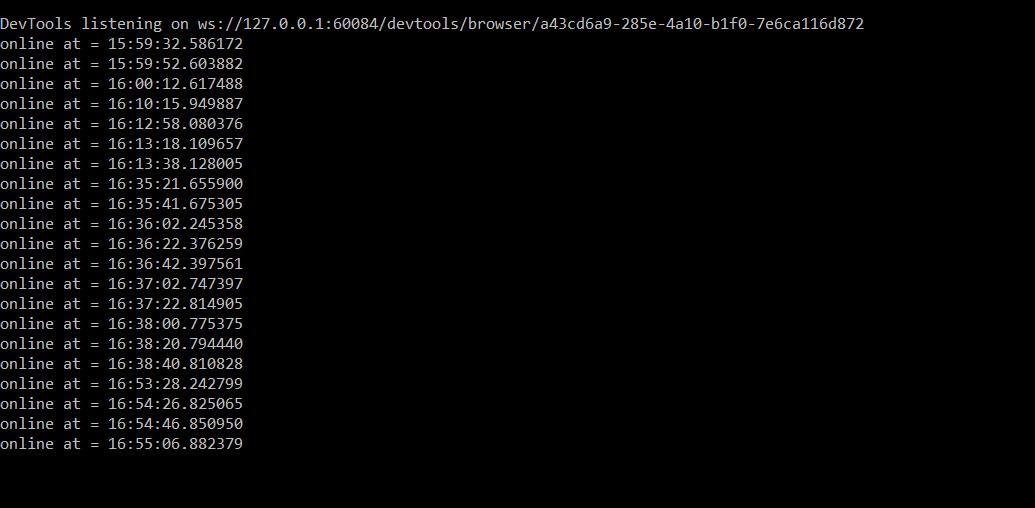 DevTools listening on ws://127.0.0.1:60084/devtools/browser/a43cd6a9-285e-4a10-b1f0-7e6ca116d872
online at = 15:59:32.586172
online at = 15:59:52.603882
online at = 16:00:12.617488
online at = 16:10:15.949887
online at = 16:12:58.080376
online at = 16:13:18.109657
online at = 16:13:38.128005
online at = 16:35:21.655900
online at = 16:35:41.675305
online at = 16:36:02.245358
online at = 16:36:22.376259
online at = 16:36:42.397561
online at = 16:37:02.747397
online at = 16:37:22.814905
online at = 16:38:00.775375
online at = 16:38:20.794440
online at = 16:38:40.810828
online at = 16:53:28.242799
online at = 16:54:26.825065
online at = 16:54:46.850950
online at = 16:55:06.882379